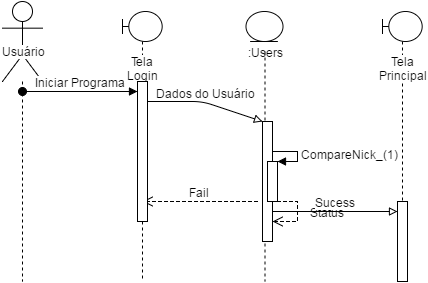 Usuário
Tela
Login
:Users
Tela
Principal
Iniciar Programa
Dados do Usuário
CompareNick_(1)
Fail
Sucess
Status